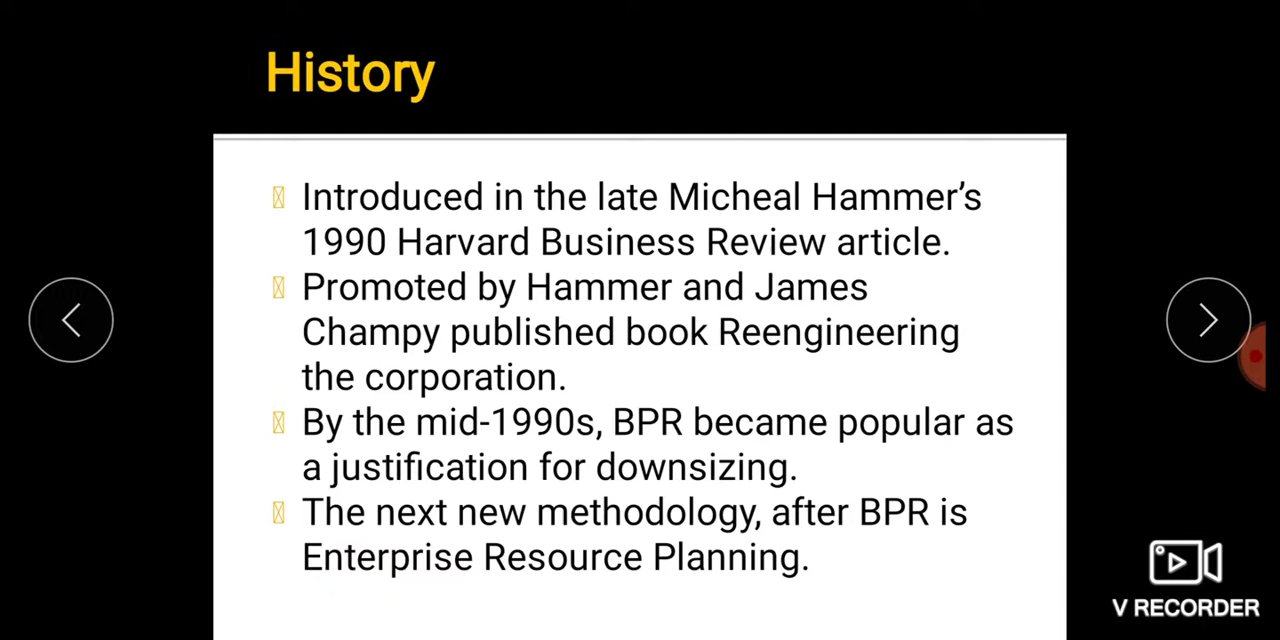 History
Introduced in the late Micheal Hammer’s
1990 Harvard Business Review article.
Promoted by Hammer and James
Champy published book Reengineering
the corporation.
By the mid-1990s, BPR became popular as
a justification for downsizing.
The next new methodology, after BPR is
Enterprise Resource Planning.
V RECORDER